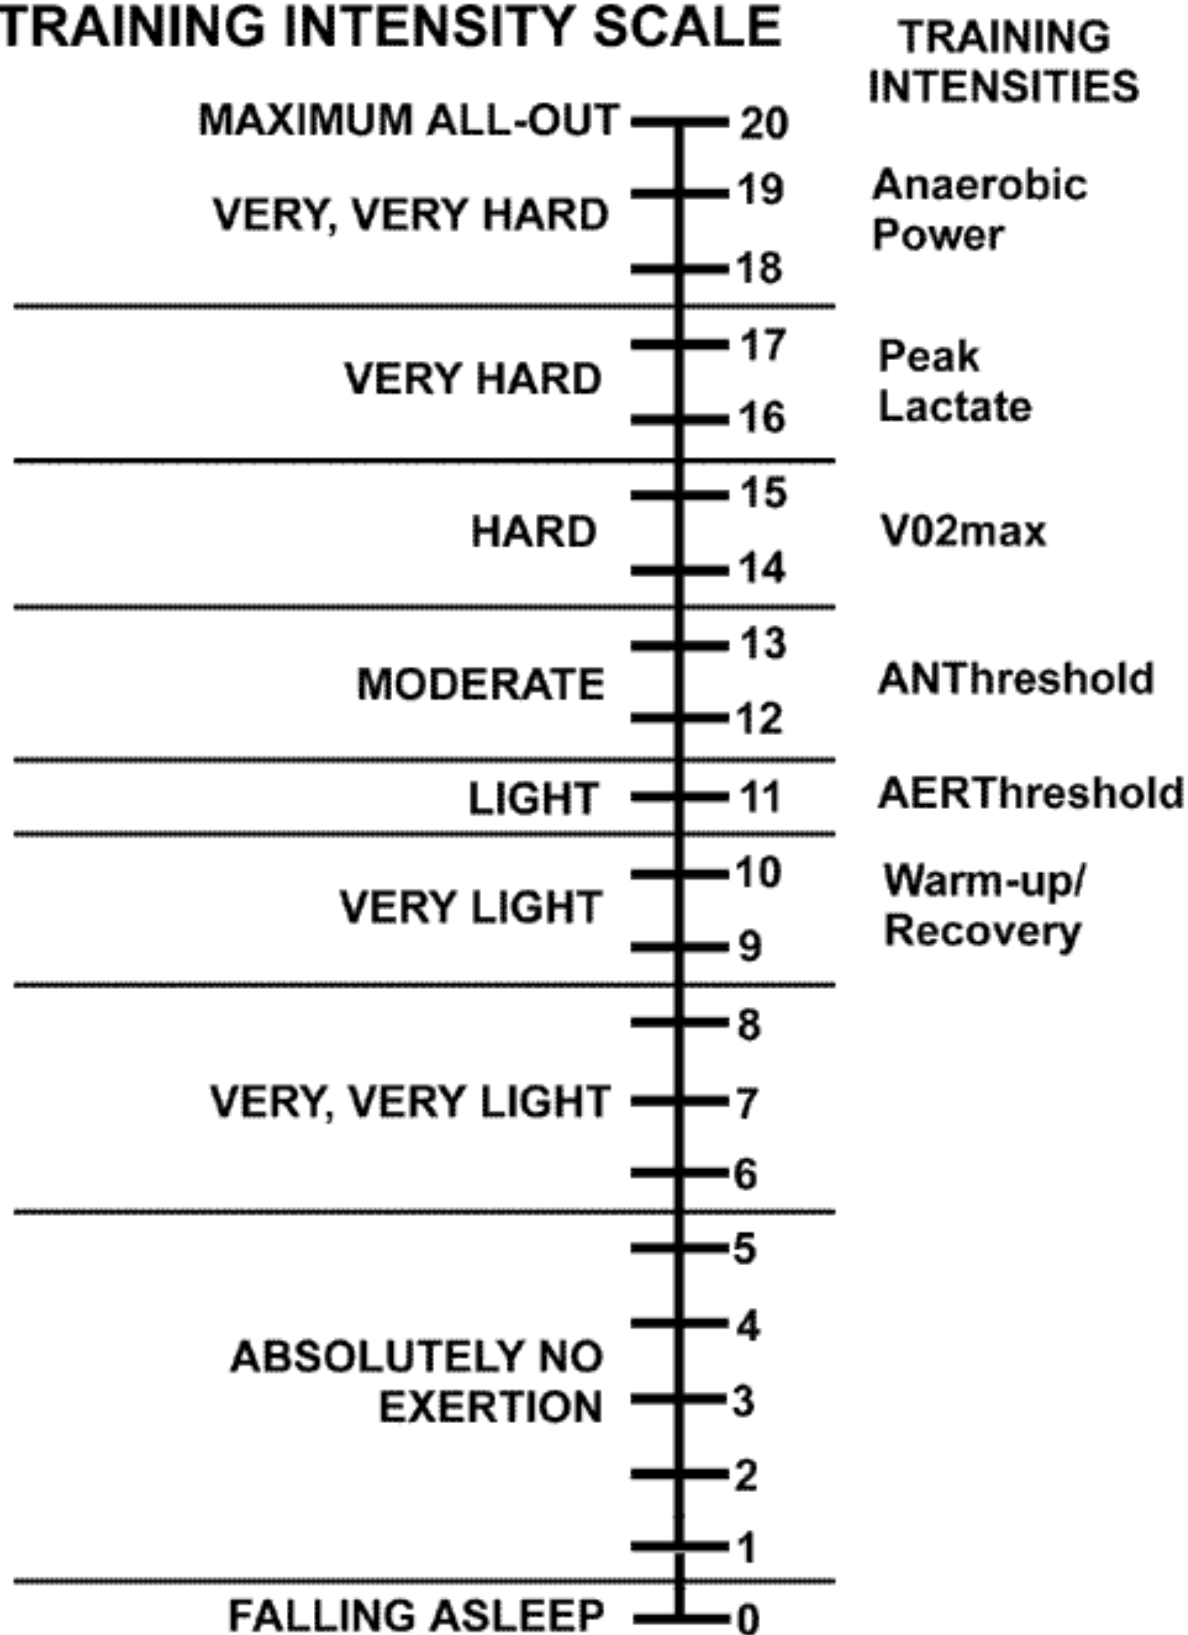 TRAINING INTENSITY SCALE
TRAINING
INTENSITIES
MAXIMUM ALL-OUT 20
19
VERY, VERY HARD
18
Anaerobic
Power
17
VERY HARD
16
Peak
Lactate
15
HARD V02max
14
13
MODERATE ANThreshold
12
LIGHT 11 AERThreshold
10
VERY LIGHT
9
Warm-up/
Recovery
8
VERY, VERY LIGHT 7
6
5
4
ABSOLUTELY NO
EXERTION
3
2
1
FALLING ASLEEP 0